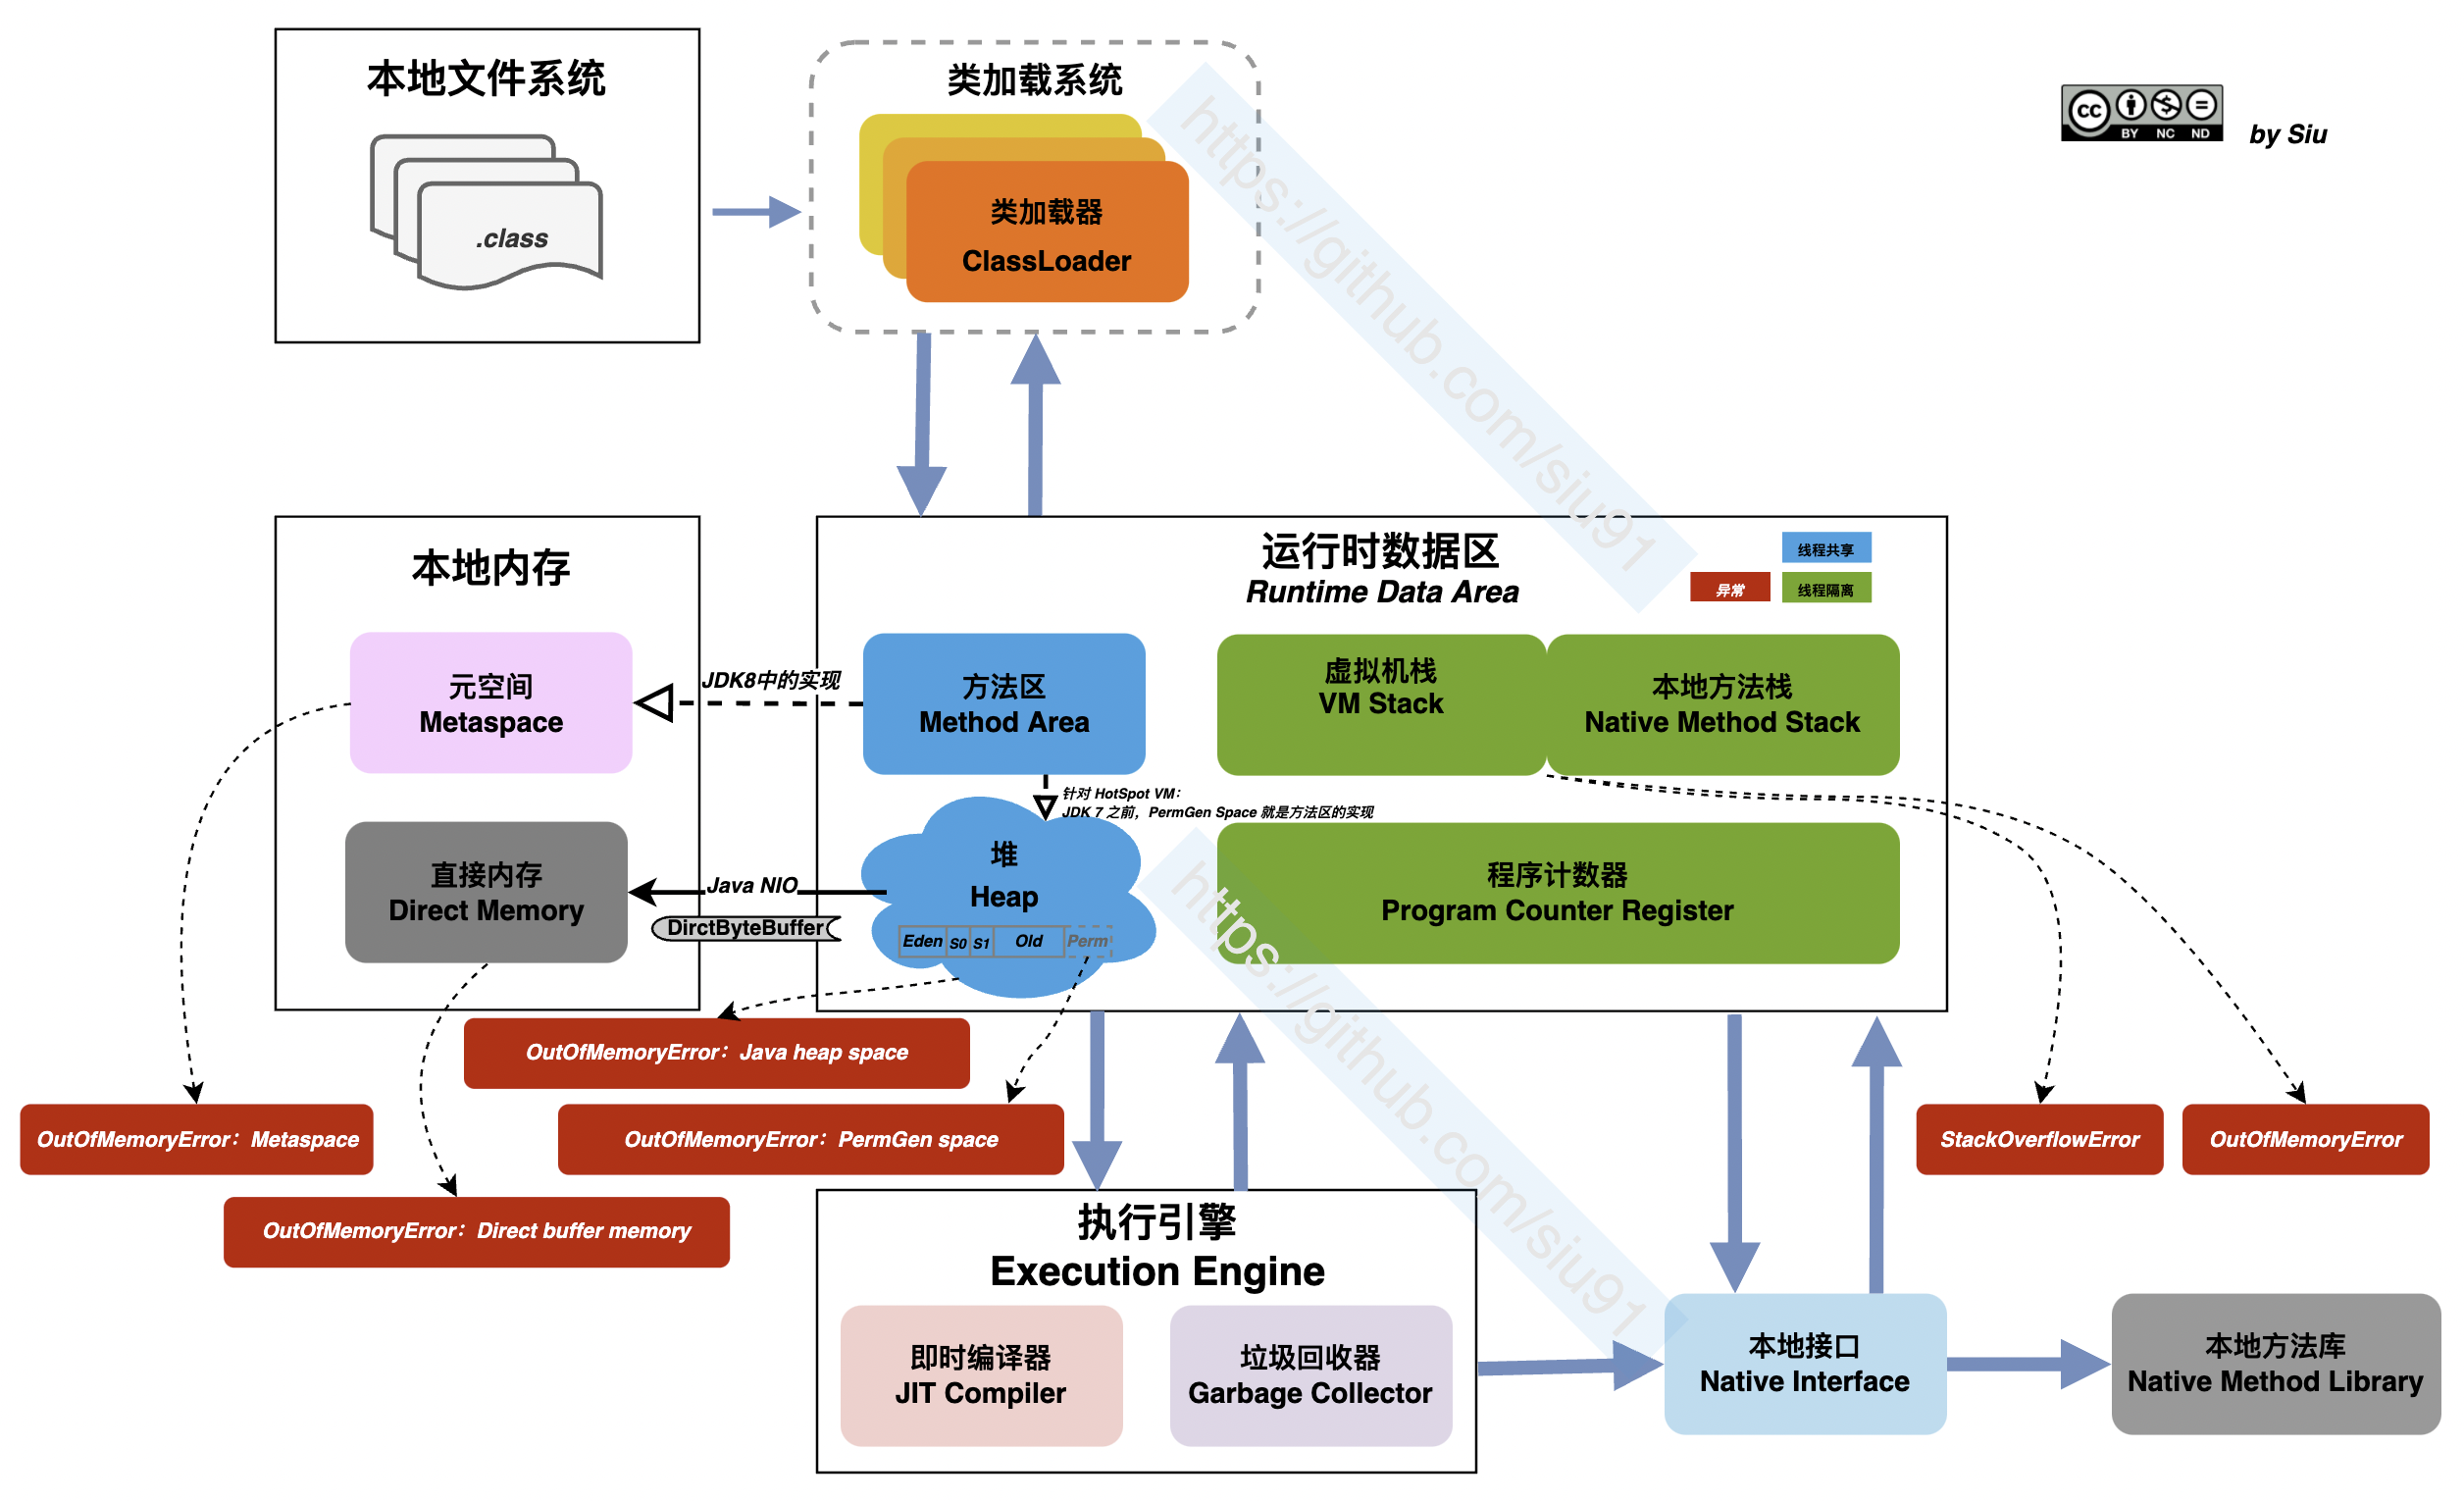 本地文件系统
.class
类加载系统
类加载器
ClassLoader
cc
BY NC ND
by Siu
https://github.com/siu91
本地内存
元空间
Metaspace
JDK8中的实现
直接内存
Direct Memory
Java NIO
DirctByteBuffer
运行时数据区
Runtime Data Area
线程共享
异常
线程隔离
方法区
Method Area
虚拟机栈
VM Stack
本地方法栈
Native Method Stack
针对 HotSpot VM：
JDK 7 之前，PermGen Space 就是方法区的实现
堆
Heap
Eden S0 S1 Old Perm
程序计数器
Program Counter Register
https://github.com/siu91
OutOfMemoryError：Java heap space
OutOfMemoryError：Metaspace
OutOfMemoryError：PermGen space
StackOverflowError
OutOfMemoryError
OutOfMemoryError：Direct buffer memory
执行引擎
Execution Engine
即时编译器
JIT Compiler
垃圾回收器
Garbage Collector
本地接口
Native Interface
本地方法库
Native Method Library